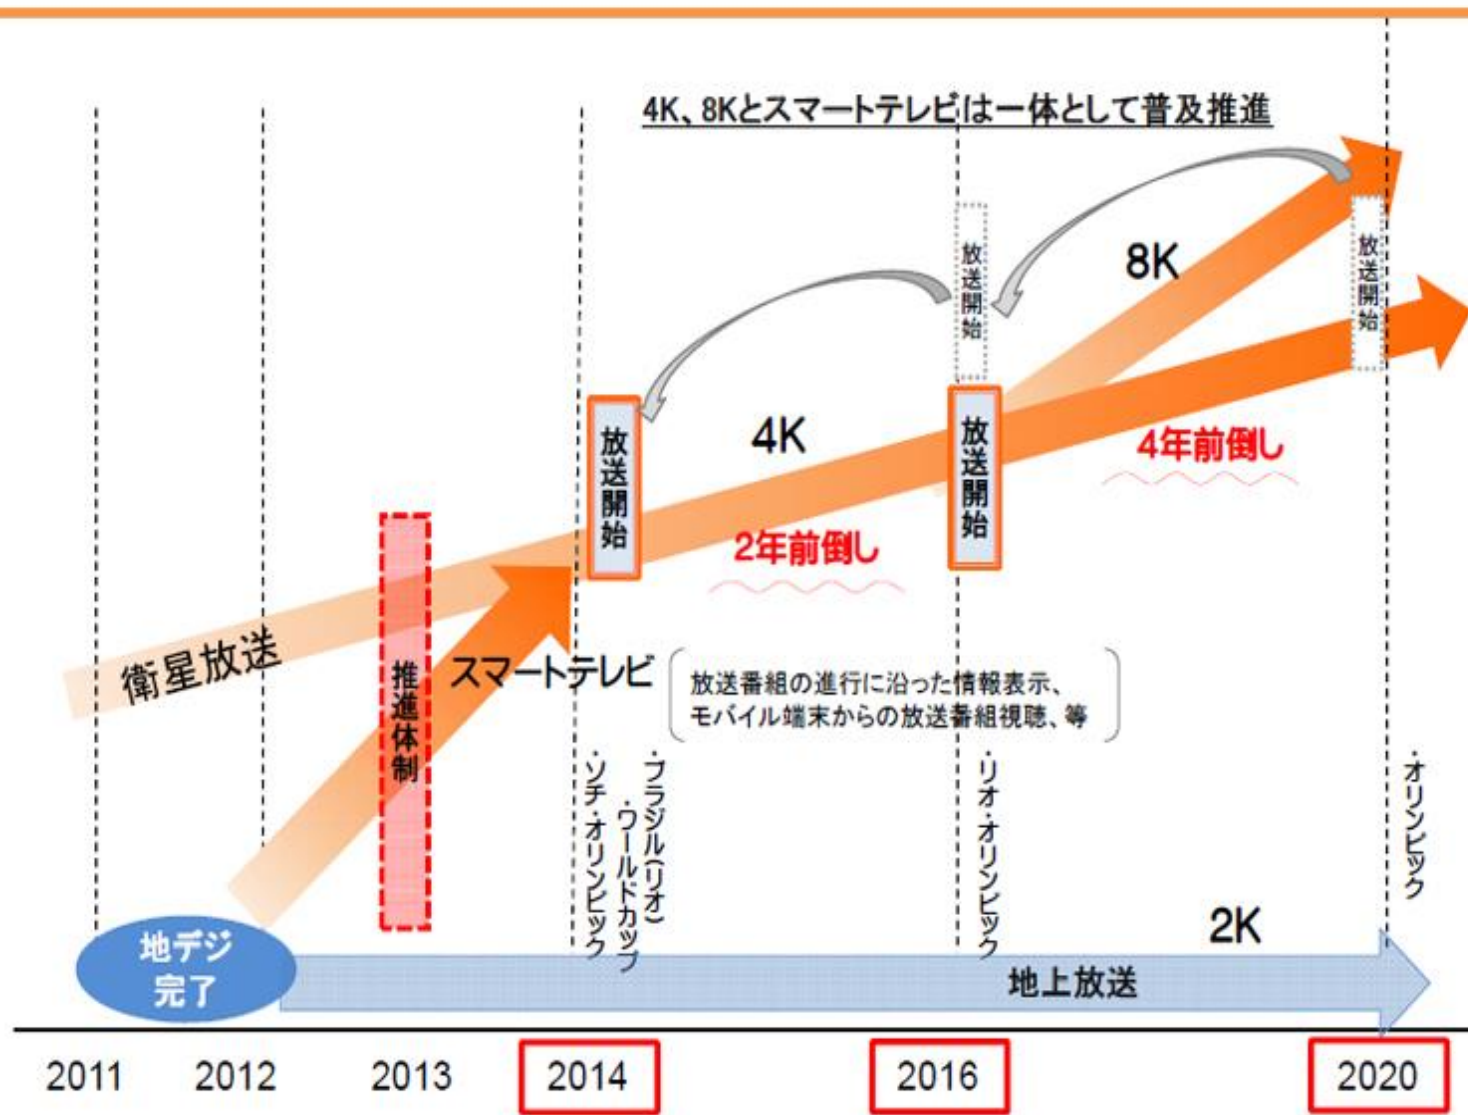 4K、8Kとスマートテレビは一体として普及推進
放送開始
8K
放送開始
放送開始
4K
放送開始
4年前倒し
2年前倒し
衛星放送
推進体制
スマートテレビ
放送番組の進行に沿った情報表示、
モバイル端末からの放送番組視聴、等
・ブラジル(リオ)
・ワールドカップ
・ソチ・オリンピック
・リオ・オリンピック
・オリンピック
地デジ
完了
2K
地上放送
2011
2012
2013
2014
2016
2020